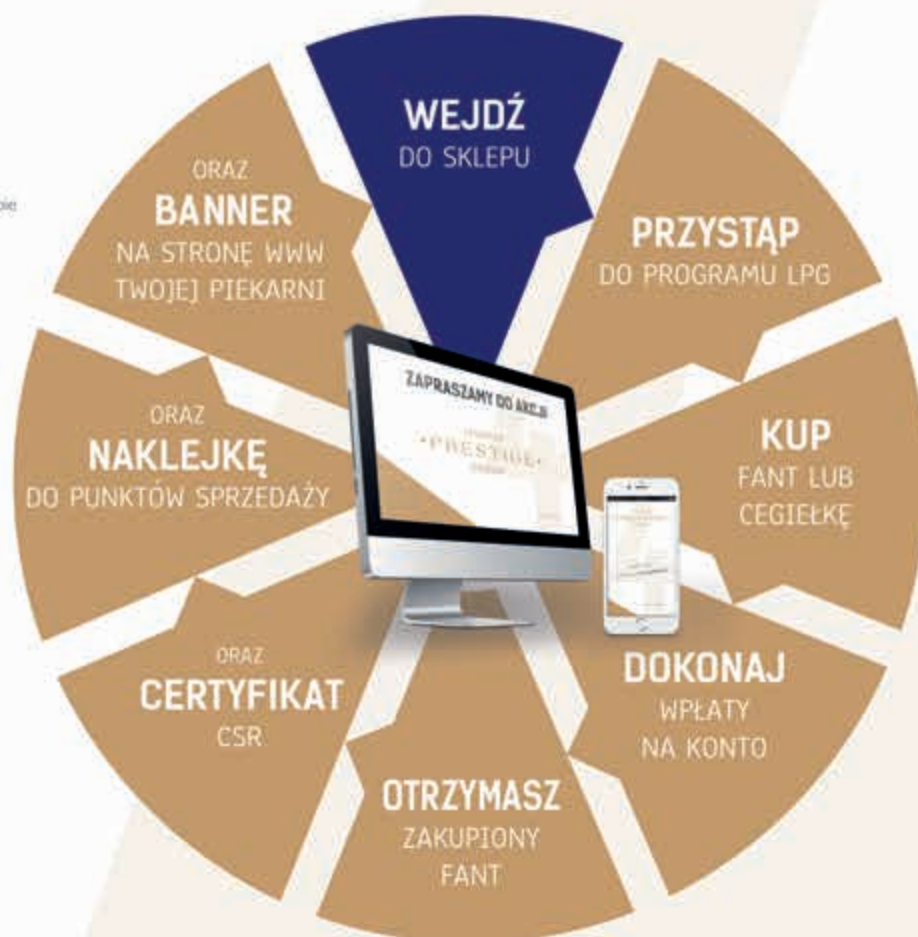 WEJDŹ
DO SKLEPU
PRZYSTĄP
DO PROGRAMU LPG
KUP
FANT LUB
CEGIEŁKĘ
DOKONAJ
WPŁATY
NA KONTO
OTRZYMASZ
ZAKUPIONY
FANT
ORAZ
CERTYFIKAT
CSR
ORAZ
NAKLEJKĘ
DO PUNKTÓW SPRZEDAŻY
ORAZ
BANNER
NA STRONĘ WWW
TWOJEJ PIEKARNI
ZAPRASZAMY DO AKCJI
PRESTIGE